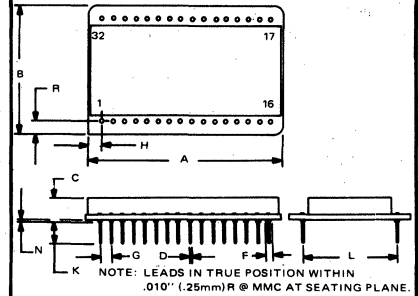 32 17
B
R
1 16
H
A
C
N
K
G D F L
NOTE: LEADS IN TRUE POSITION WITHIN
.010" (.25mm) R @ MMC AT SEATING PLANE.